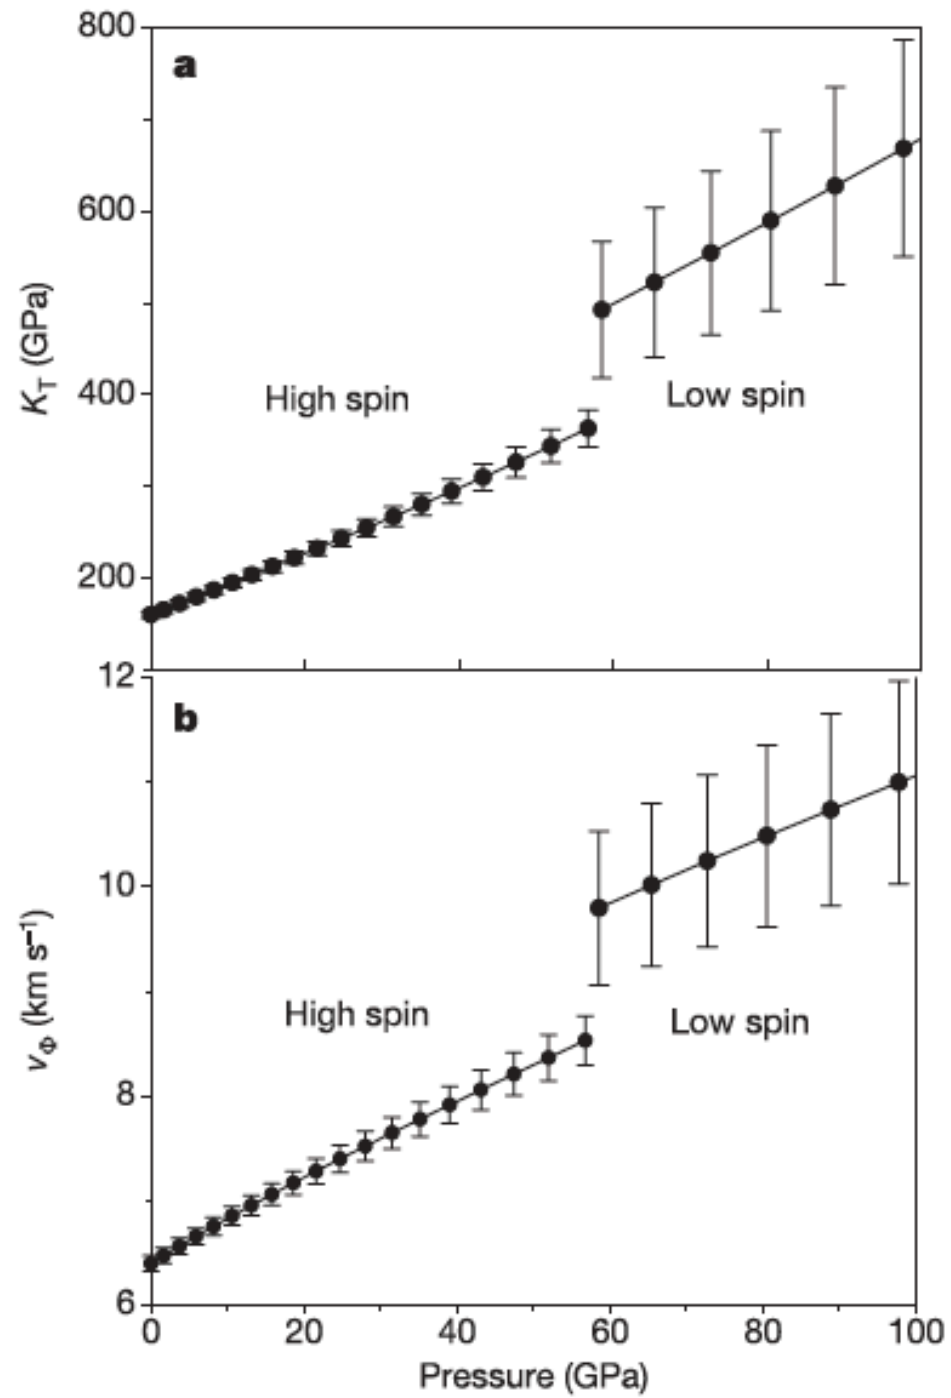 a
800
600
400
200
K_T (GPa)
High spin
Low spin
b
12
10
8
6
v_Φ (km s⁻¹)
High spin
Low spin
0 20 40 60 80 100
Pressure (GPa)